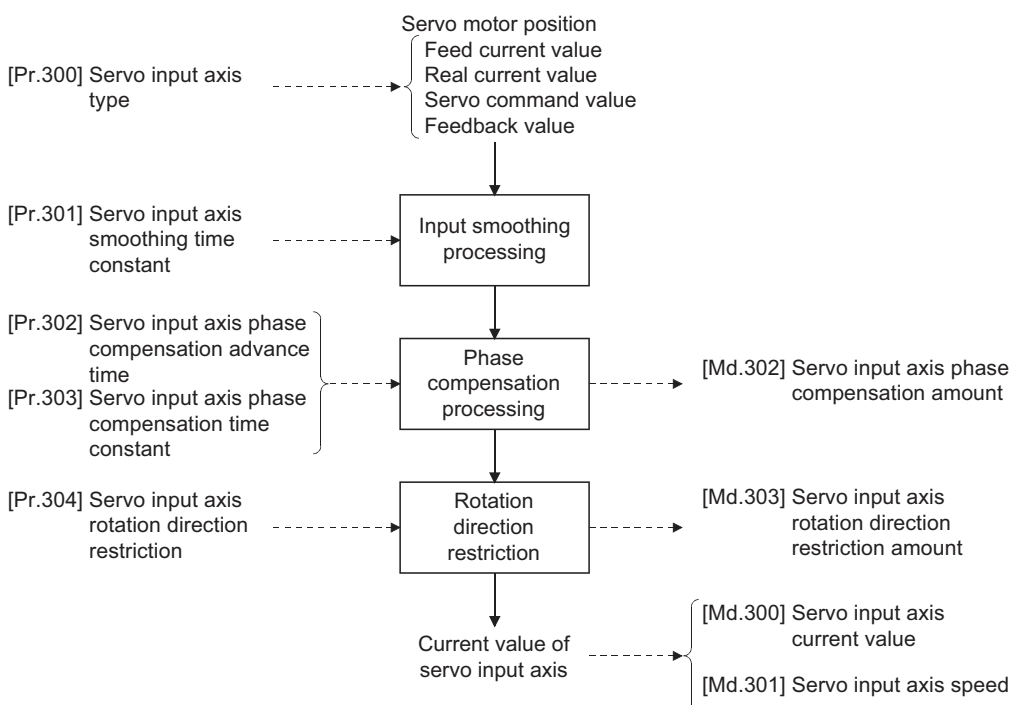 Servo motor position
Feed current value
Real current value
Servo command value
Feedback value
[Pr.300] Servo input axis
type
[Pr.301] Servo input axis
smoothing time
constant
Input smoothing
processing
[Pr.302] Servo input axis phase
compensation advance
time
[Pr.303] Servo input axis phase
compensation time
constant
Phase
compensation
processing
[Md.302] Servo input axis phase
compensation amount
[Pr.304] Servo input axis
rotation direction
restriction
Rotation
direction
restriction
[Md.303] Servo input axis
rotation direction
restriction amount
Current value of
servo input axis
[Md.300] Servo input axis
current value
[Md.301] Servo input axis speed